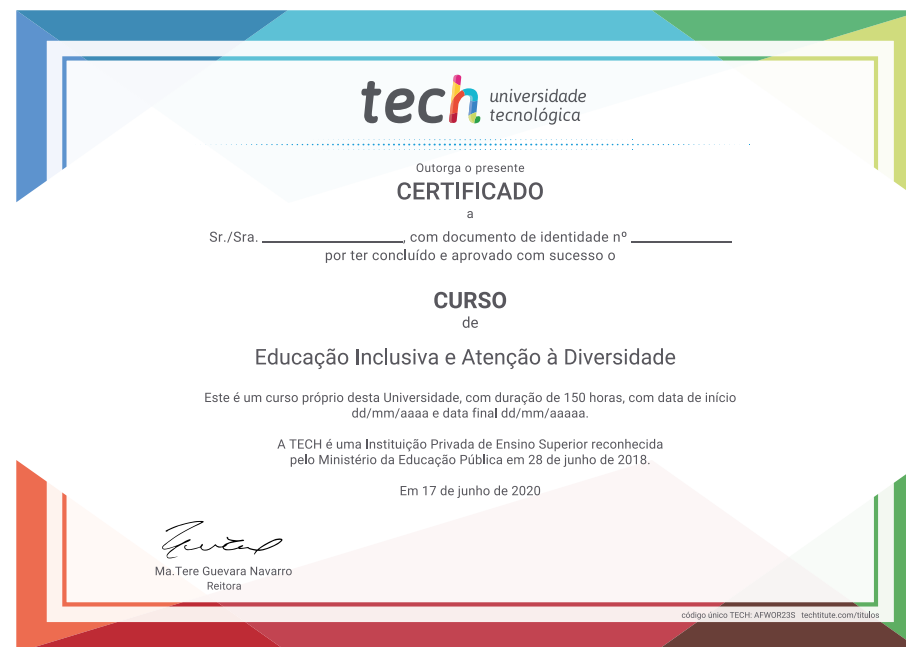 tech universidade
tecnológica
Outorga o presente
CERTIFICADO
a
Sr./Sra. ____________, com documento de identidade nº ____________
por ter concluído e aprovado com sucesso o
CURSO
de
Educação Inclusiva e Atenção à Diversidade
Este é um curso próprio desta Universidade, com duração de 150 horas, com data de início
dd/mm/aaaa e data final dd/mm/aaaaa.
A TECH é uma Instituição Privada de Ensino Superior reconhecida
pelo Ministério da Educação Pública em 28 de junho de 2018.
Em 17 de junho de 2020
Ma.Tere Guevara Navarro
Reitora
código único TECH: AFWOR23S techtitute.com/títulos